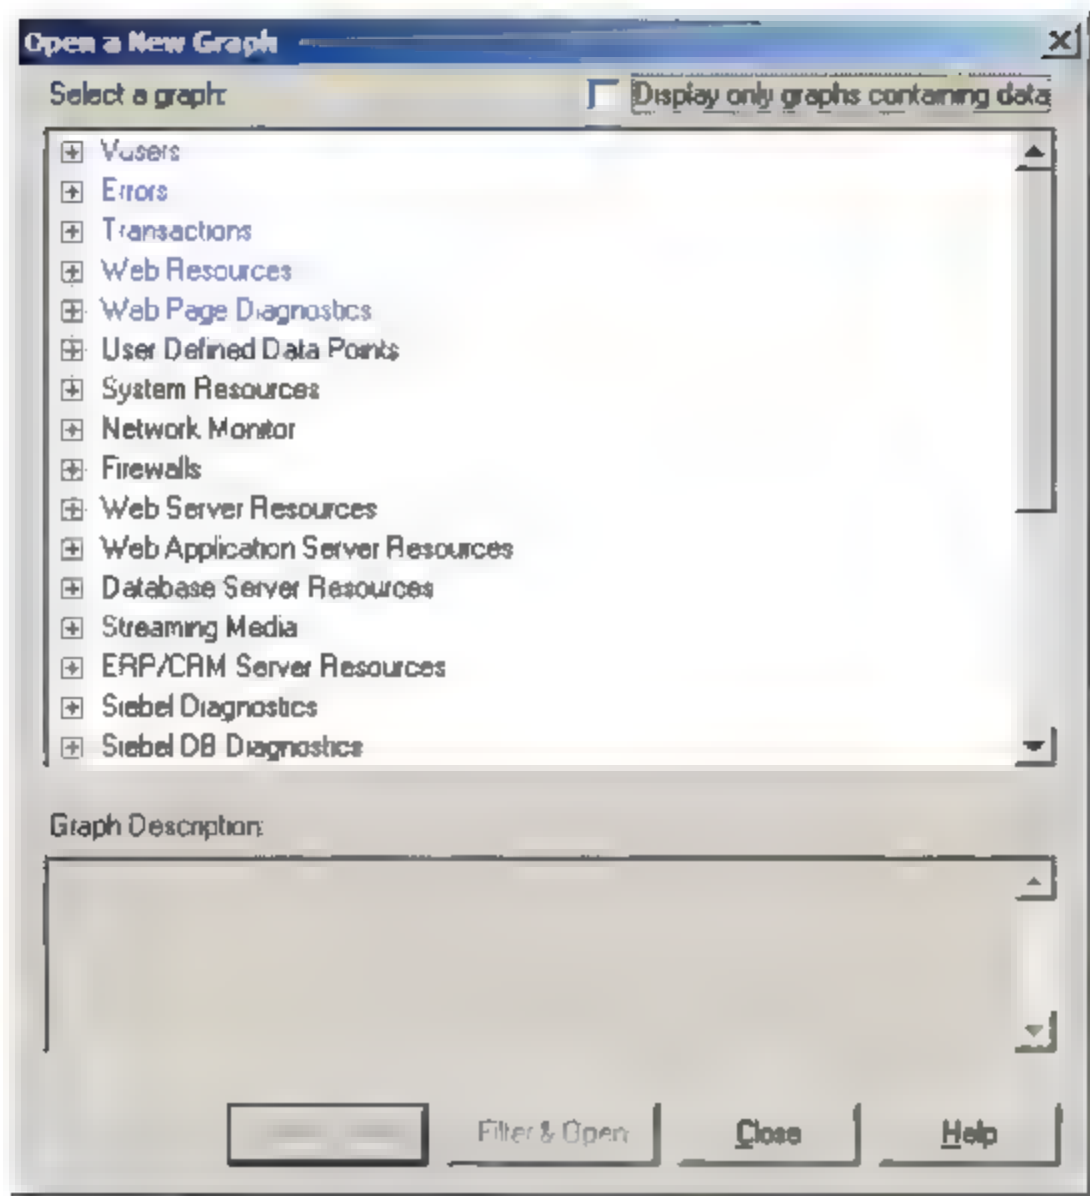 Open a New Graph
Select a graph: Display only graphs containing data
Vusers
Errors
Transactions
Web Resources
Web Page Diagnostics
User Defined Data Points
System Resources
Network Monitor
Firewalls
Web Server Resources
Web Application Server Resources
Database Server Resources
Streaming Media
ERP/CRM Server Resources
Siebel Diagnostics
Siebel DB Diagnostics
Graph Description:
Filter & Open Close Help